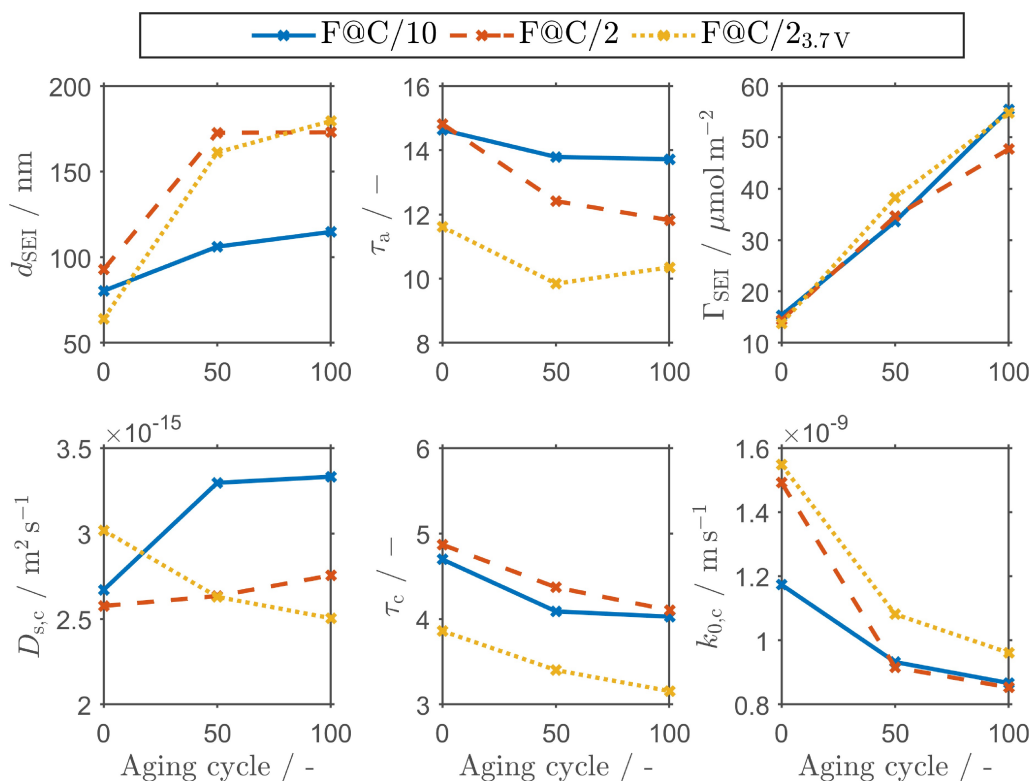 F@C/10 F@C/2 F@C/2₃.₇ V
200
150
100
50
0 50 100
d_SEI / nm
16
14
12
10
8
0 50 100
τ_a / –
60
50
40
30
20
10
0 50 100
Γ_SEI / μmol m⁻²
×10⁻¹⁵
3.5
3
2.5
2
0 50 100
D_s,c / m² s⁻¹
Aging cycle / -
6
5
4
3
0 50 100
τ_c / –
Aging cycle / -
×10⁻⁹
1.6
1.4
1.2
1
0.8
0 50 100
k_0,c / m s⁻¹
Aging cycle / -